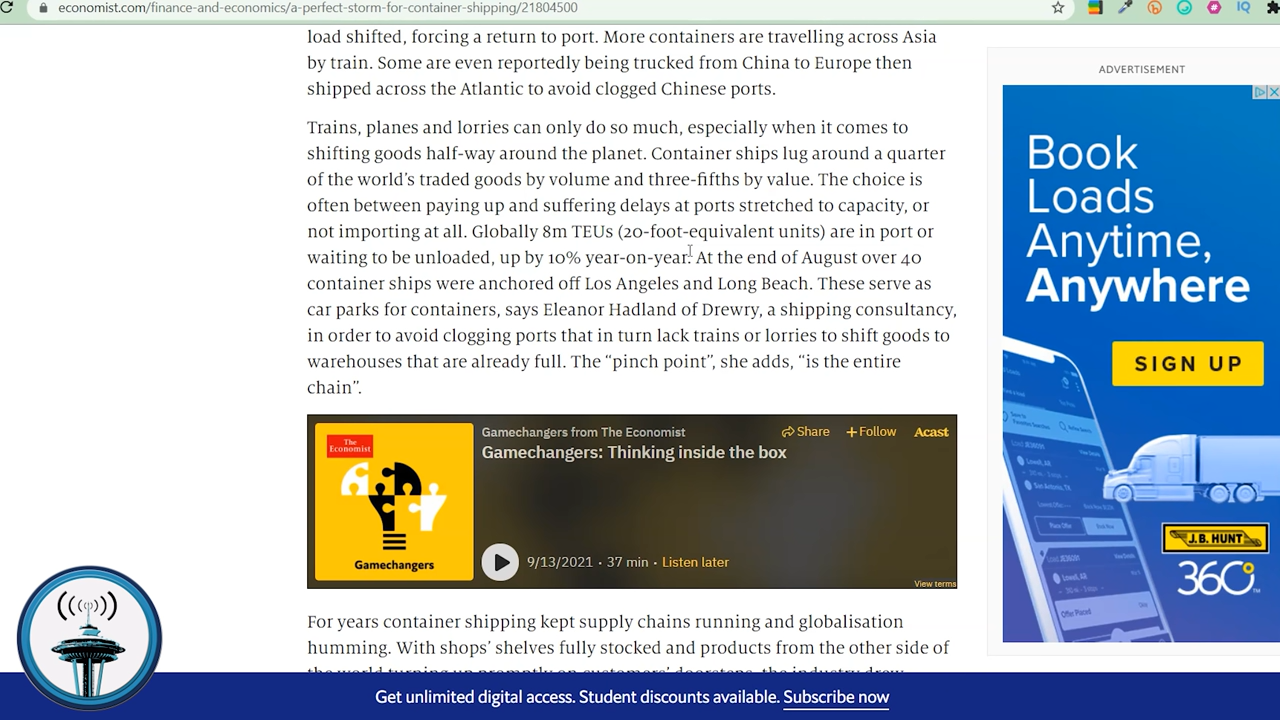 economist.com/finance-and-economics/a-perfect-storm-for-container-shipping/21804500
IQ
load shifted, forcing a return to port. More containers are travelling across Asia
by train. Some are even reportedly being trucked from China to Europe then
shipped across the Atlantic to avoid clogged Chinese ports.
Trains, planes and lorries can only do so much, especially when it comes to
shifting goods half-way around the planet. Container ships lug around a quarter
of the world’s traded goods by volume and three-fifths by value. The choice is
often between paying up and suffering delays at ports stretched to capacity, or
not importing at all. Globally 8m TEUs (20-foot-equivalent units) are in port or
waiting to be unloaded, up by 10% year-on-year. At the end of August over 40
container ships were anchored off Los Angeles and Long Beach. These serve as
car parks for containers, says Eleanor Hadland of Drewry, a shipping consultancy,
in order to avoid clogging ports that in turn lack trains or lorries to shift goods to
warehouses that are already full. The “pinch point”, she adds, “is the entire
chain”.
The
Economist
Gamechangers
Gamechangers from The Economist
Share
+Follow
Acast
Gamechangers: Thinking inside the box
9/13/2021 · 37 min · Listen later
View terms
For years container shipping kept supply chains running and globalisation
humming. With shops’ shelves fully stocked and products from the other side of
the world turning up promptly on customers’ doorsteps, the industry drew
ADVERTISEMENT
Book
Loads
Anytime,
Anywhere
SIGN UP
J.B. HUNT
360°
Get unlimited digital access. Student discounts available. Subscribe now